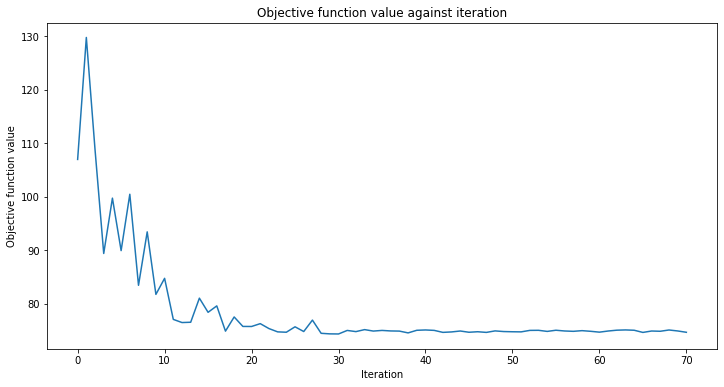 Objective function value against iteration
130
120
110
100
90
80
Objective function value
0 10 20 30 40 50 60 70
Iteration